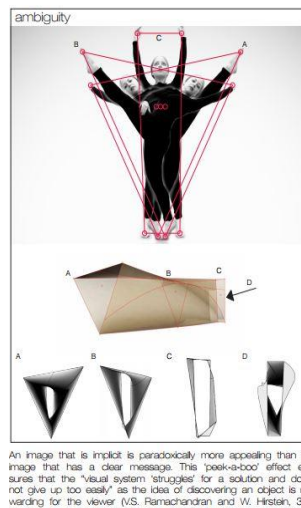 ambiguity
B
C
A
A
B
C
D
A
B
C
D
An image that is implicit is paradoxically more appealing than
image that has a clear message. This 'peek-a-boo' effect e
sures that the "visual system 'struggles' for a solution and do
not give up too easily" as the idea of discovering an object is
warding for the viewer (V.S. Ramachandran and W. Hirstein, 3